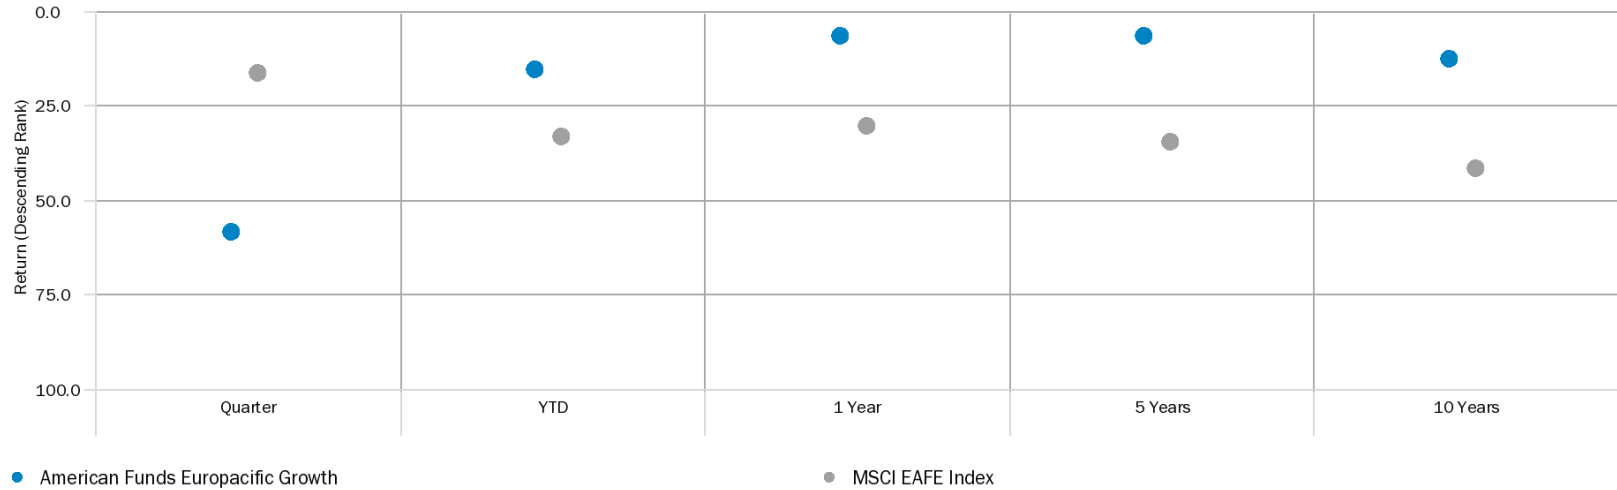 Return (Descending Rank)
0.0
25.0
50.0
75.0
100.0
Quarter YTD 1 Year 5 Years 10 Years
American Funds Europacific Growth MSCI EAFE Index